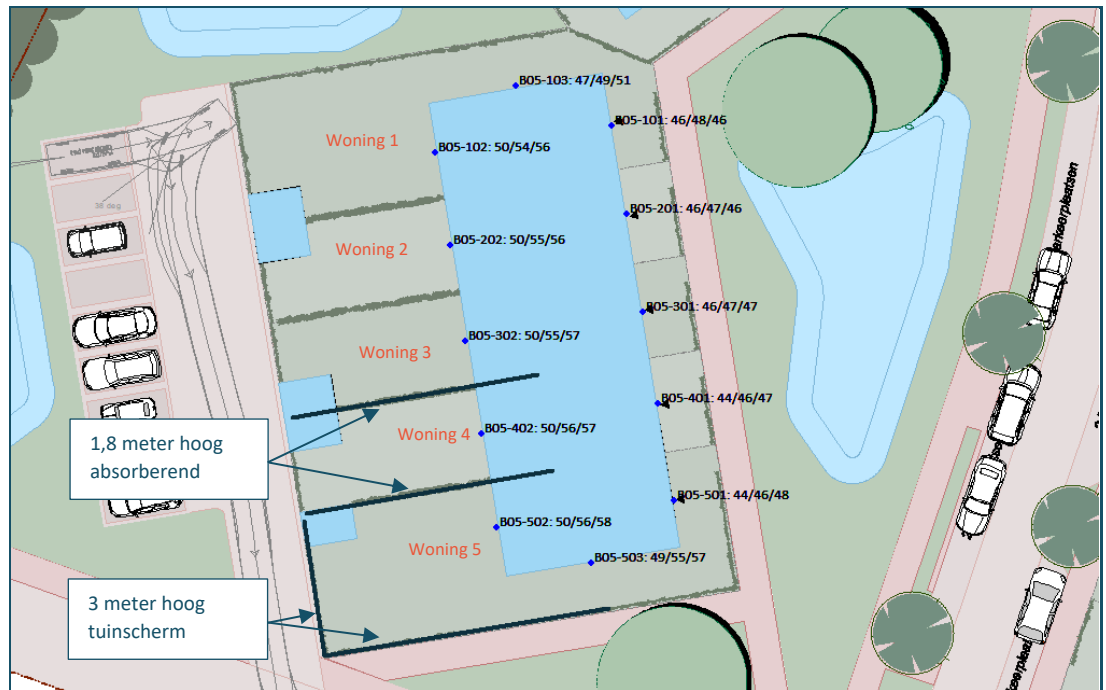 B05-103: 47/49/51
B05-101: 46/48/46
Woning 1
B05-102: 50/54/56
B05-201: 46/47/46
Woning 2
B05-202: 50/55/56
B05-301: 46/47/47
B05-302: 50/55/57
Woning 3
B05-401: 44/46/47
1,8 meter hoog
absorberend
Woning 4
B05-402: 50/56/57
B05-501: 44/46/48
B05-502: 50/56/58
Woning 5
B05-503: 49/55/57
3 meter hoog
tuinscherm